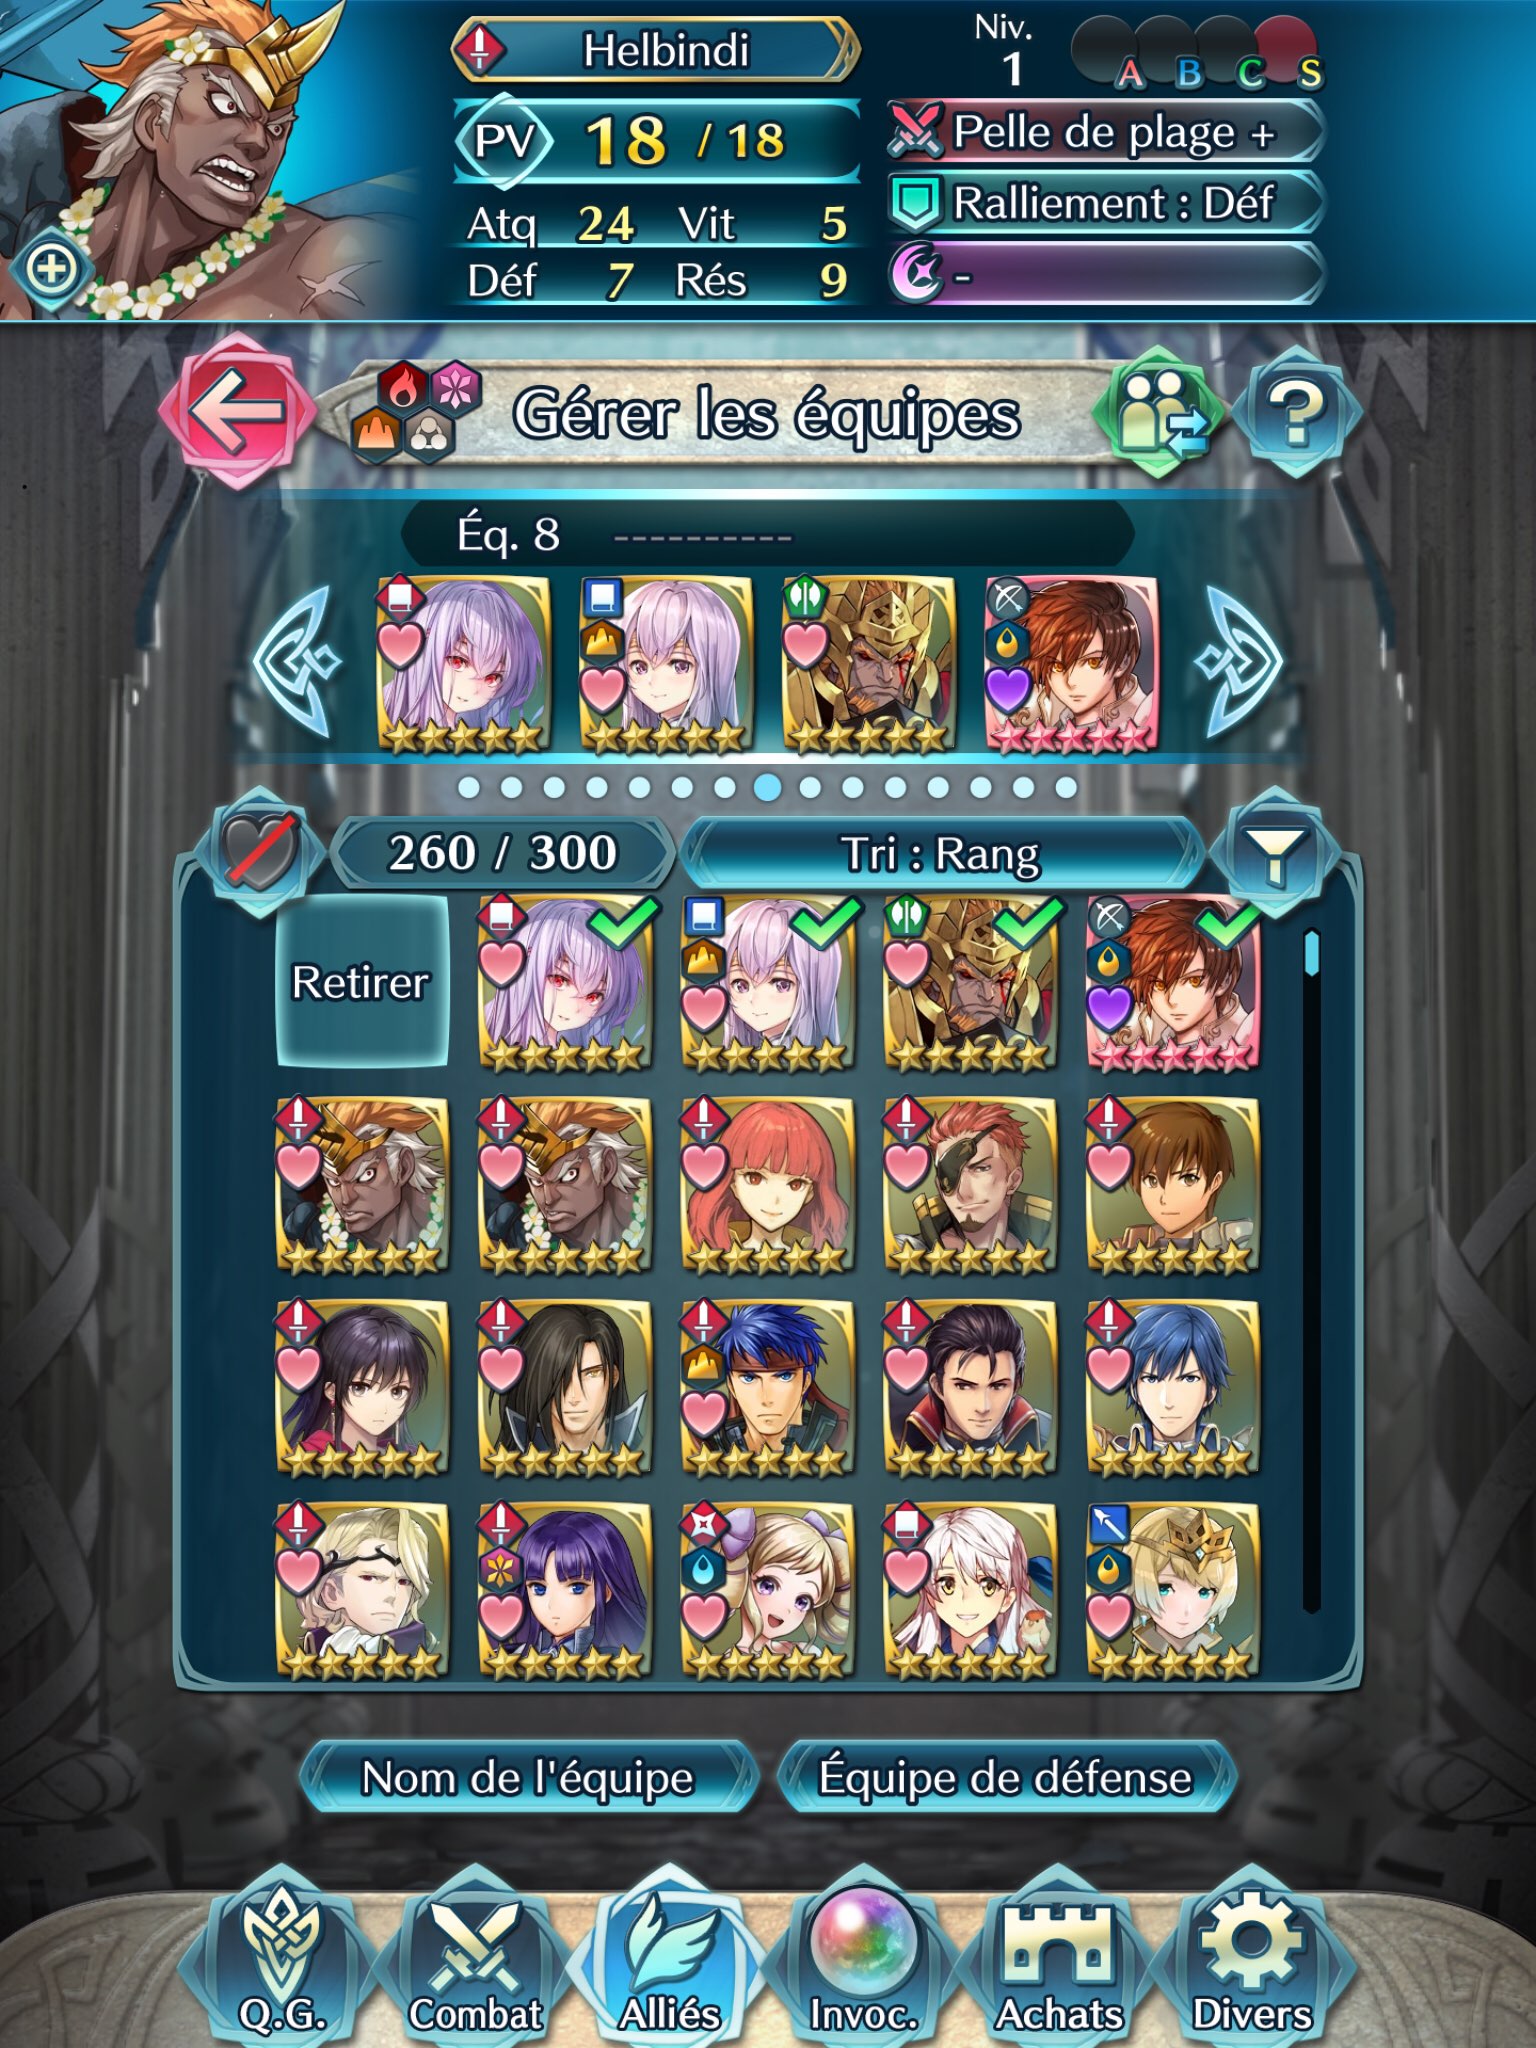 Helbindi
Niv.
1
A B C S
PV 18 / 18
Atq 24 Vit 5
Déf 7 Rés 9
Pelle de plage +
Ralliement : Déf
-
Gérer les équipes
?
Éq. 8 ----------
260 / 300
Tri : Rang
Retirer
Nom de l'équipe
Équipe de défense
Q.G.
Combat
Alliés
Invoc.
Achats
Divers